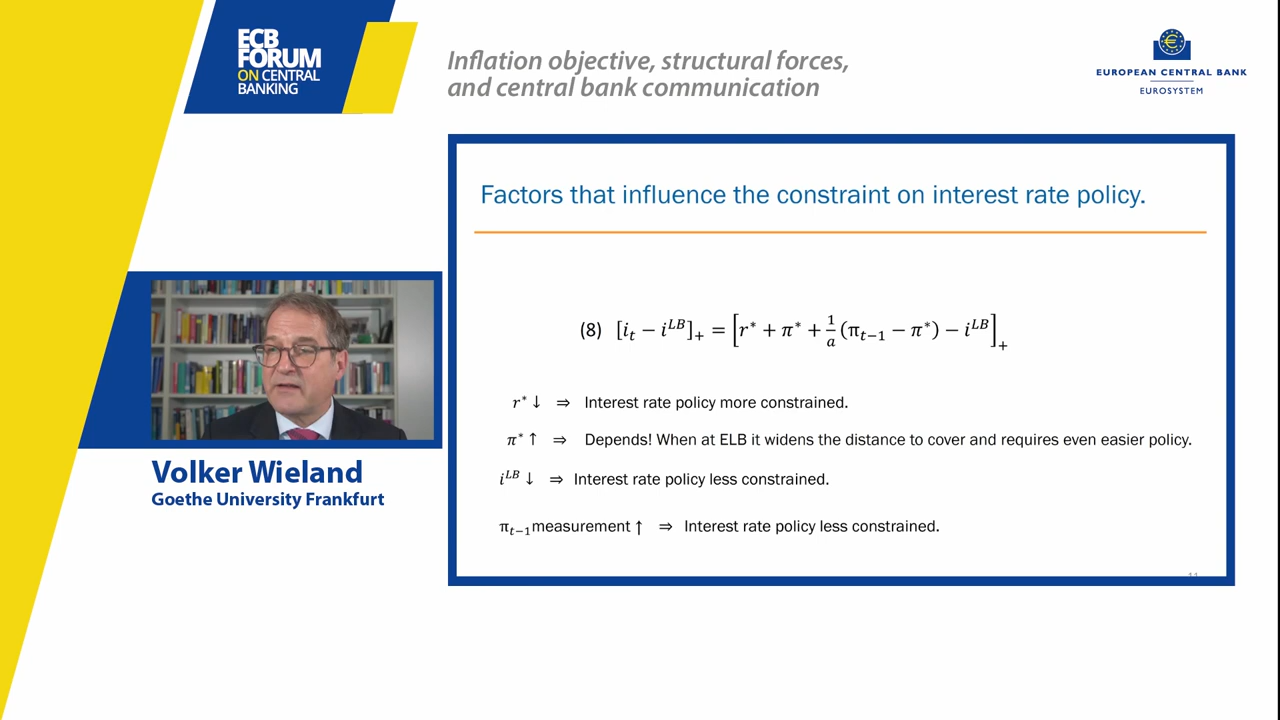 ECB
FORUM
ON CENTRAL
BANKING
Inflation objective, structural forces,
and central bank communication
EUROPEAN CENTRAL BANK
EUROSYSTEM
Factors that influence the constraint on interest rate policy.
(8) [i_t − i^{LB}]_+ = [r* + π* + 1/a (π_{t−1} − π*) − i^{LB}]_+
r* ↓ ⇒ Interest rate policy more constrained.
π* ↑ ⇒ Depends! When at ELB it widens the distance to cover and requires even easier policy.
i^{LB} ↓ ⇒ Interest rate policy less constrained.
π_{t−1} measurement ↑ ⇒ Interest rate policy less constrained.
Volker Wieland
Goethe University Frankfurt